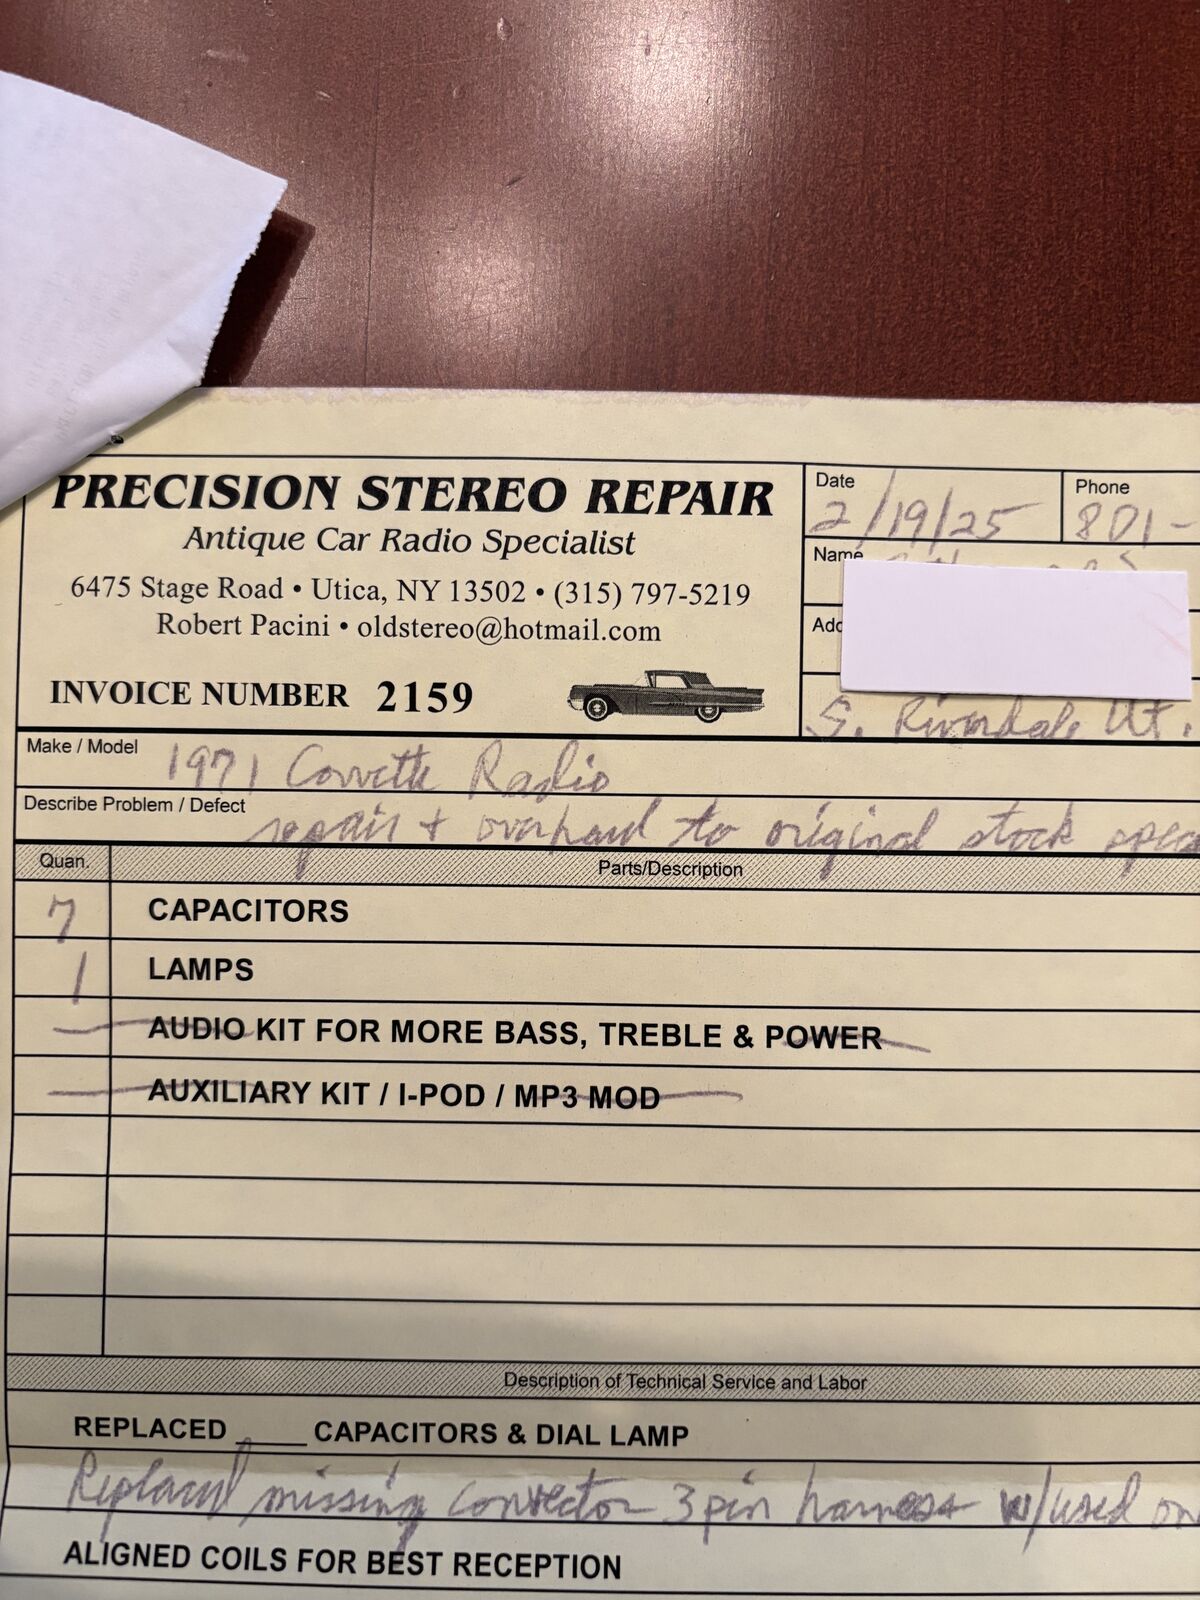 PRECISION STEREO REPAIR
Antique Car Radio Specialist
6475 Stage Road • Utica, NY 13502 • (315) 797-5219
Robert Pacini • oldstereo@hotmail.com
INVOICE NUMBER 2159
Date
2/19/25
Phone
801-
Name
S. Riverdale Ut.
Make / Model 1971 Corvette Radio
Describe Problem / Defect repair + overhaul to original stock
Quan. Parts/Description
7 CAPACITORS
1 LAMPS
AUDIO KIT FOR MORE BASS, TREBLE & POWER
AUXILIARY KIT / I-POD / MP3 MOD
Description of Technical Service and Labor
REPLACED ____ CAPACITORS & DIAL LAMP
Replaced missing connector 3 pin harness w/used
ALIGNED COILS FOR BEST RECEPTION